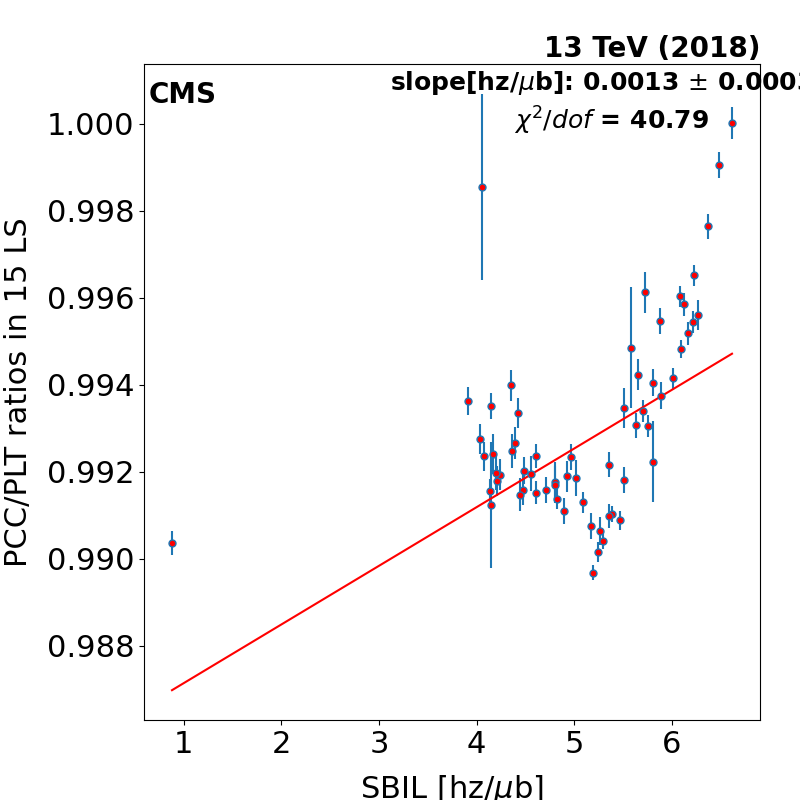 13 TeV (2018)
CMS
slope[hz/μb]: 0.0013 ± 0.0003
χ²/dof = 40.79
1.000
0.998
0.996
0.994
0.992
0.990
0.988
PCC/PLT ratios in 15 LS
1 2 3 4 5 6
SBIL [hz/μb]